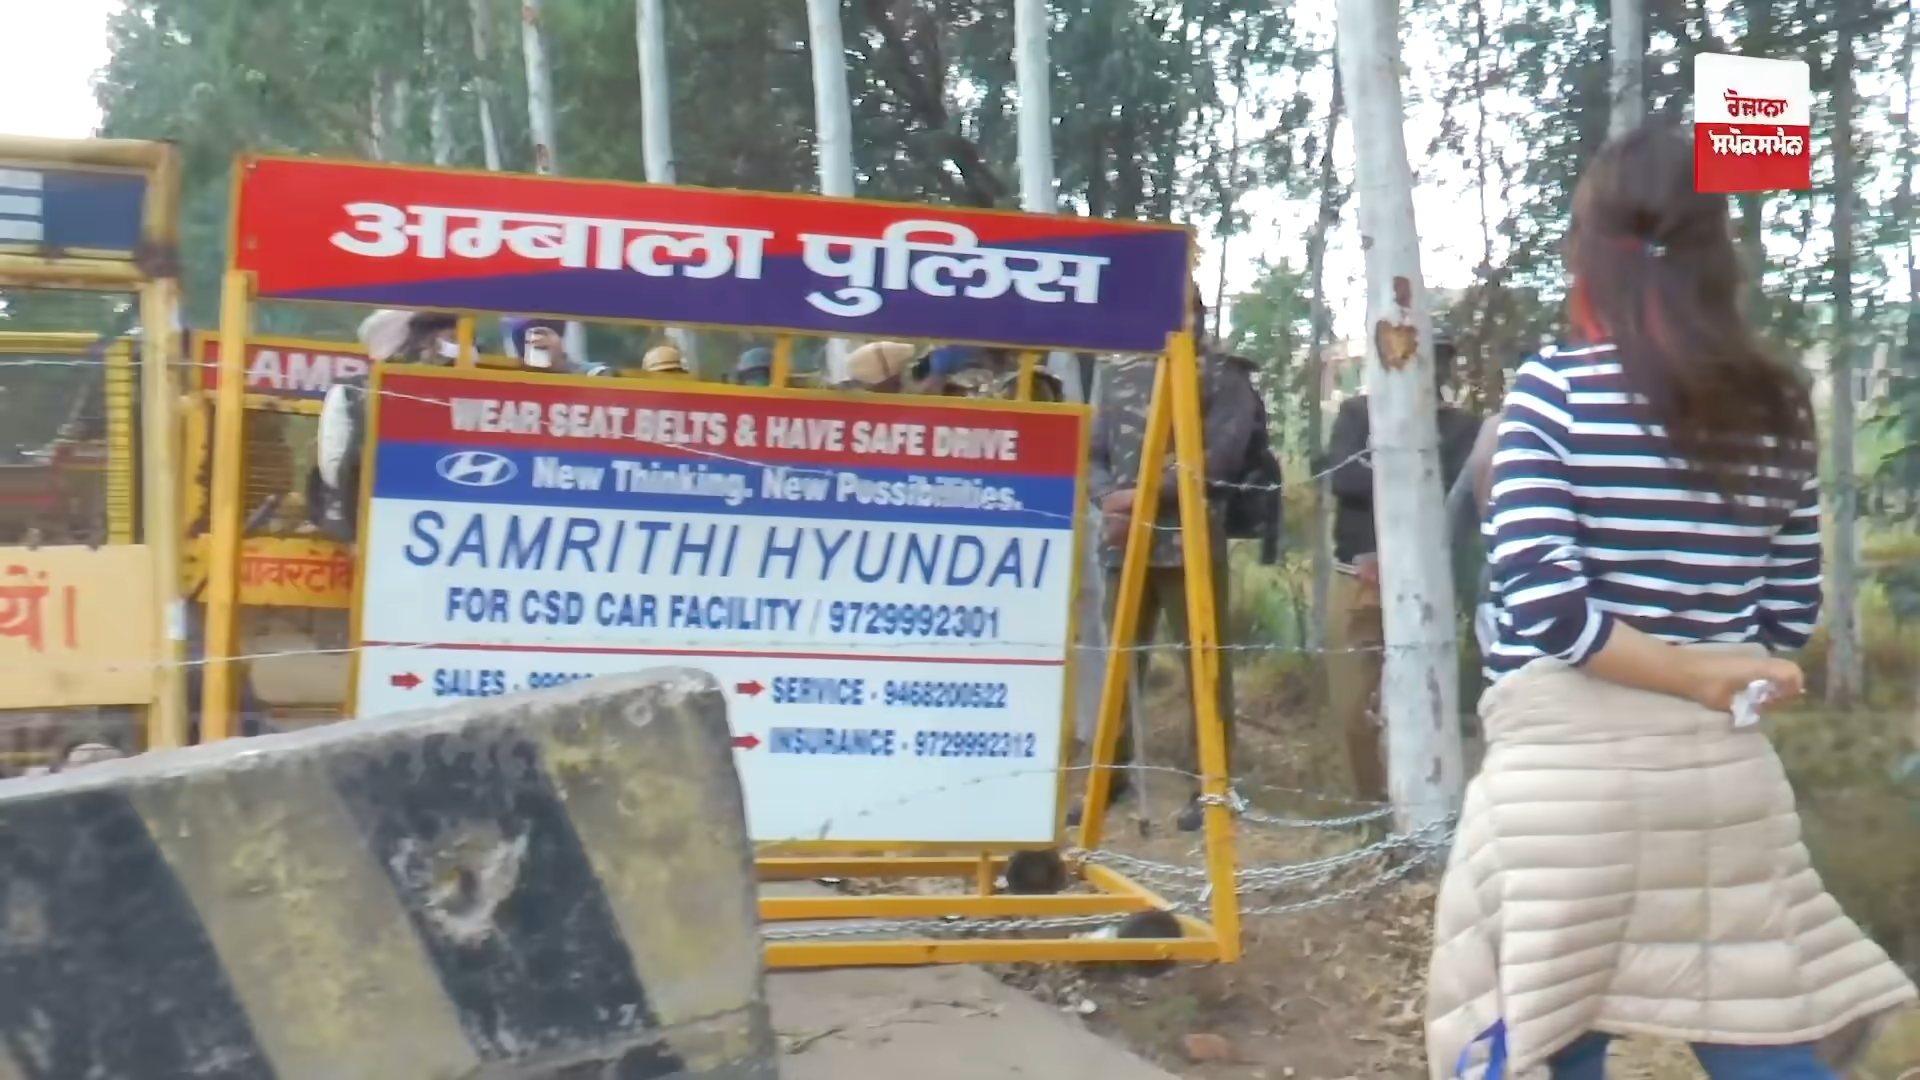 ਰੋਜ਼ਾਨਾ
ਸਪੋਕਸਮੈਨ
अम्बाला पुलिस
WEAR SEAT BELTS & HAVE SAFE DRIVE
New Thinking. New Possibilities.
SAMRITHI HYUNDAI
FOR CSD CAR FACILITY / 9729992301
SALES -
SERVICE - 9468200522
INSURANCE - 9729992312